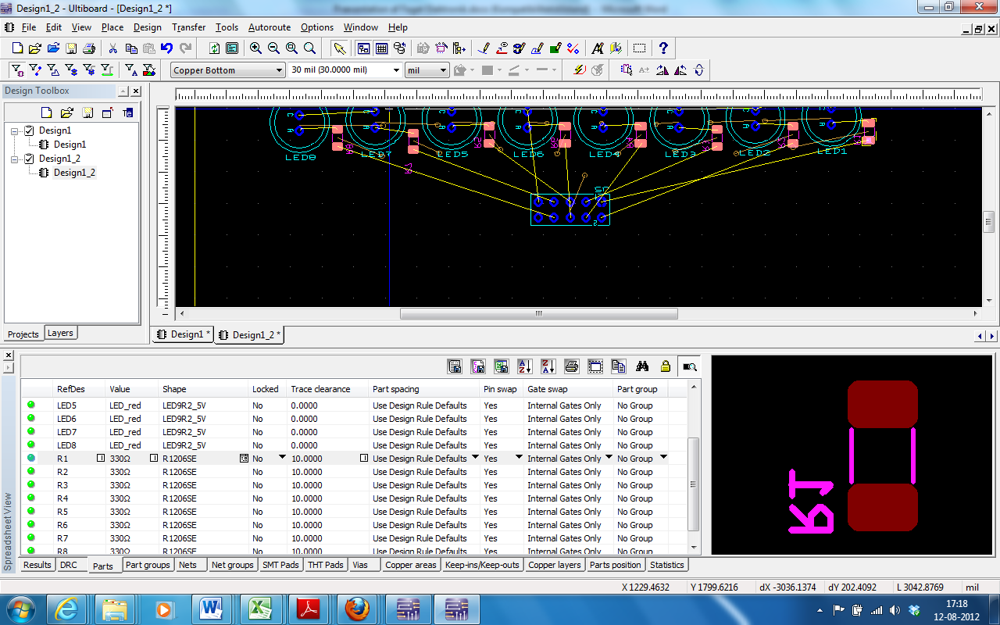 Design1_2 - Ultiboard - [Design1_2 *]
File Edit View Place Design Transfer Tools Autoroute Options Window Help
Copper Bottom 30 mil (30.0000 mil) mil
Design Toolbox
Design1
Design1
Design1_2
Design1_2
Projects Layers
LED8 LED7 LED5 LED6 LED4 LED3 LED2 LED1
Design1 * Design1_2 *
RefDes Value Shape Locked Trace clearance Part spacing Pin swap Gate swap Part group
LED5 LED_red LED9R2_5V No 0.0000 Use Design Rule Defaults Yes Internal Gates Only No Group
LED6 LED_red LED9R2_5V No 0.0000 Use Design Rule Defaults Yes Internal Gates Only No Group
LED7 LED_red LED9R2_5V No 0.0000 Use Design Rule Defaults Yes Internal Gates Only No Group
LED8 LED_red LED9R2_5V No 0.0000 Use Design Rule Defaults Yes Internal Gates Only No Group
R1 330Ω R1206SE No 10.0000 Use Design Rule Defaults Yes Internal Gates Only No Group
R2 330Ω R1206SE No 10.0000 Use Design Rule Defaults Yes Internal Gates Only No Group
R3 330Ω R1206SE No 10.0000 Use Design Rule Defaults Yes Internal Gates Only No Group
R4 330Ω R1206SE No 10.0000 Use Design Rule Defaults Yes Internal Gates Only No Group
R5 330Ω R1206SE No 10.0000 Use Design Rule Defaults Yes Internal Gates Only No Group
R6 330Ω R1206SE No 10.0000 Use Design Rule Defaults Yes Internal Gates Only No Group
R7 330Ω R1206SE No 10.0000 Use Design Rule Defaults Yes Internal Gates Only No Group
R8 330Ω R1206SE No 10.0000 Use Design Rule Defaults Yes Internal Gates Only No Group
R1
Spreadsheet View
Results DRC Parts Part groups Nets Net groups SMT Pads THT Pads Vias Copper areas Keep-ins/Keep-outs Copper layers Parts position Statistics
X 1229.4632 Y 1799.6216 dX -3036.1374 dY 202.4092 L 3042.8769 mil
17:18
12-08-2012